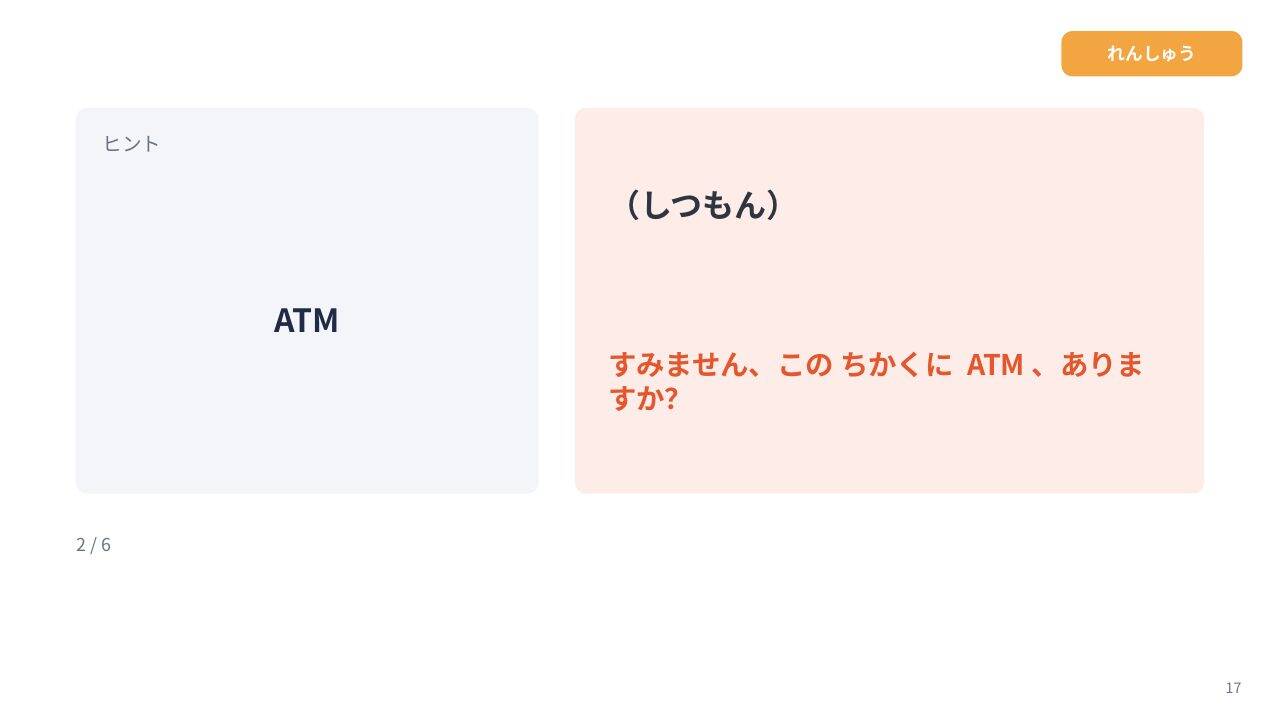 れんしゅう
ヒント
ATM
（しつもん）
すみません、この ちかくに  ATM 、ありま
すか?
2 / 6
17